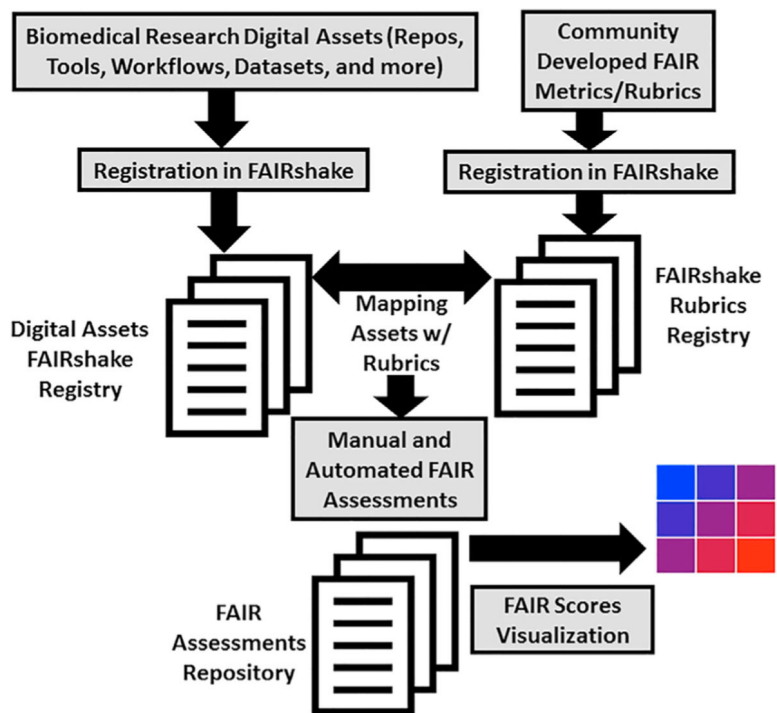 Biomedical Research Digital Assets (Repos,
Tools, Workflows, Datasets, and more)
Community
Developed FAIR
Metrics/Rubrics
Registration in FAIRshake
Registration in FAIRshake
Digital Assets
FAIRshake
Registry
Mapping
Assets w/
Rubrics
FAIRshake
Rubrics
Registry
Manual and
Automated FAIR
Assessments
FAIR
Assessments
Repository
FAIR Scores
Visualization